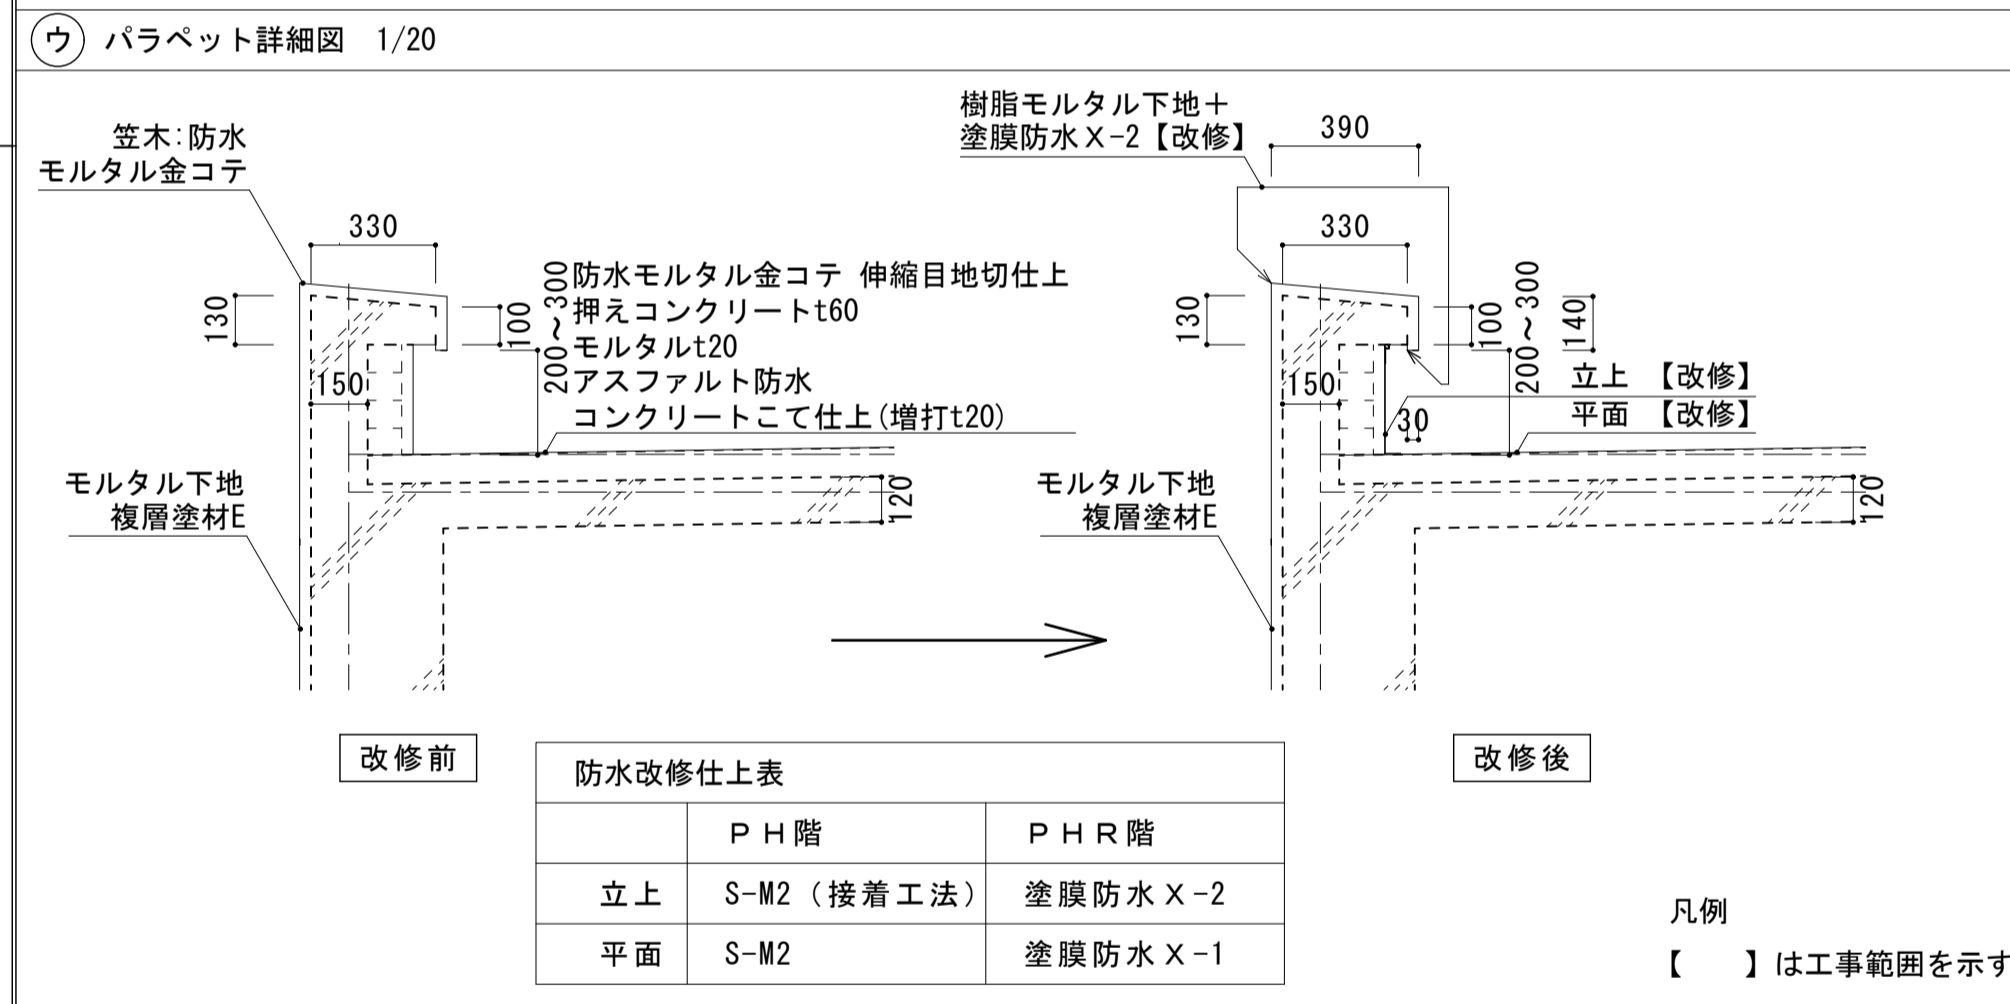 ウ パラペット詳細図 1/20
笠木:防水
モルタル金コテ
330
130
100
200～300
150
防水モルタル金コテ 伸縮目地切仕上
押えコンクリートt60
モルタルt20
アスファルト防水
コンクリートこて仕上(増打t20)
モルタル下地
複層塗材E
120
改修前
樹脂モルタル下地＋
塗膜防水X-2【改修】
390
330
130
100
200～300
140
150
30
立上 【改修】
平面 【改修】
モルタル下地
複層塗材E
120
改修後
防水改修仕上表
PH階 PHR階
立上 S-M2（接着工法） 塗膜防水X-2
平面 S-M2 塗膜防水X-1
凡例
【　　】は工事範囲を示す